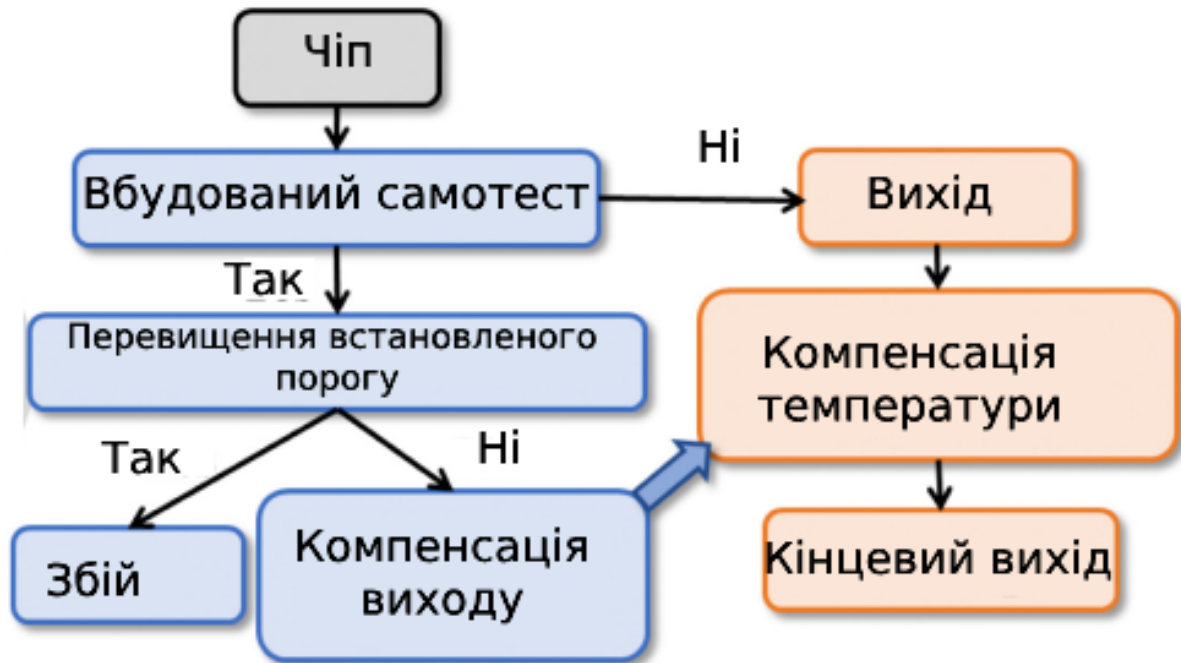 Чіп
Ні
Вбудований самотест
Вихід
Так
Перевищення встановленого
порогу
Компенсація
температури
Так
Ні
Компенсація
виходу
Збій
Кінцевий вихід